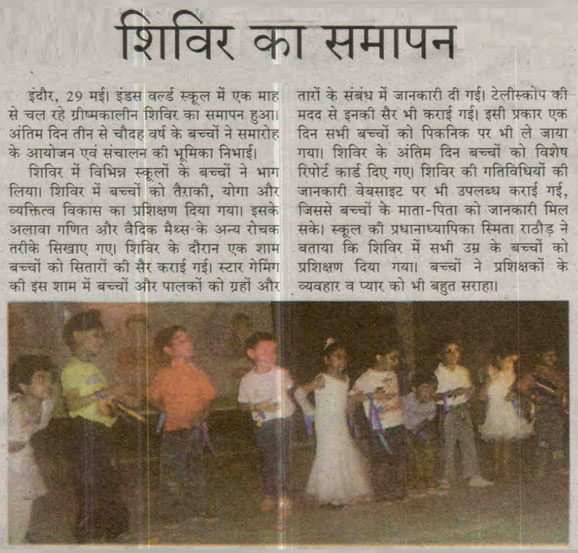 शिविर का समापन
इंदौर, 29 मई। इंडस वर्ल्ड स्कूल में एक माह
से चल रहे ग्रीष्मकालीन शिविर का समापन हुआ।
अंतिम दिन तीन से चौदह वर्ष के बच्चों ने समारोह
के आयोजन एवं संचालन की भूमिका निभाई।
शिविर में विभिन्न स्कूलों के बच्चों ने भाग
लिया। शिविर में बच्चों को तैराकी, योगा और
व्यक्तित्व विकास का प्रशिक्षण दिया गया। इसके
अलावा गणित और वैदिक मैथ्स के अन्य रोचक
तरीके सिखाए गए। शिविर के दौरान एक शाम
बच्चों को सितारों की सैर कराई गई। स्टार गेमिंग
की इस शाम में बच्चों और पालकों को ग्रहों और
तारों के संबंध में जानकारी दी गई। टेलीस्कोप की
मदद से इनकी सैर भी कराई गई। इसी प्रकार एक
दिन सभी बच्चों को पिकनिक पर भी ले जाया
गया। शिविर के अंतिम दिन बच्चों को विशेष
रिपोर्ट कार्ड दिए गए। शिविर की गतिविधियों की
जानकारी वेबसाइट पर भी उपलब्ध कराई गई,
जिससे बच्चों के माता-पिता को जानकारी मिल
सके। स्कूल की प्रधानाध्यापिका स्मिता राठौड़ ने
बताया कि शिविर में सभी उम्र के बच्चों को
प्रशिक्षण दिया गया। बच्चों ने प्रशिक्षकों के
व्यवहार व प्यार को भी बहुत सराहा।